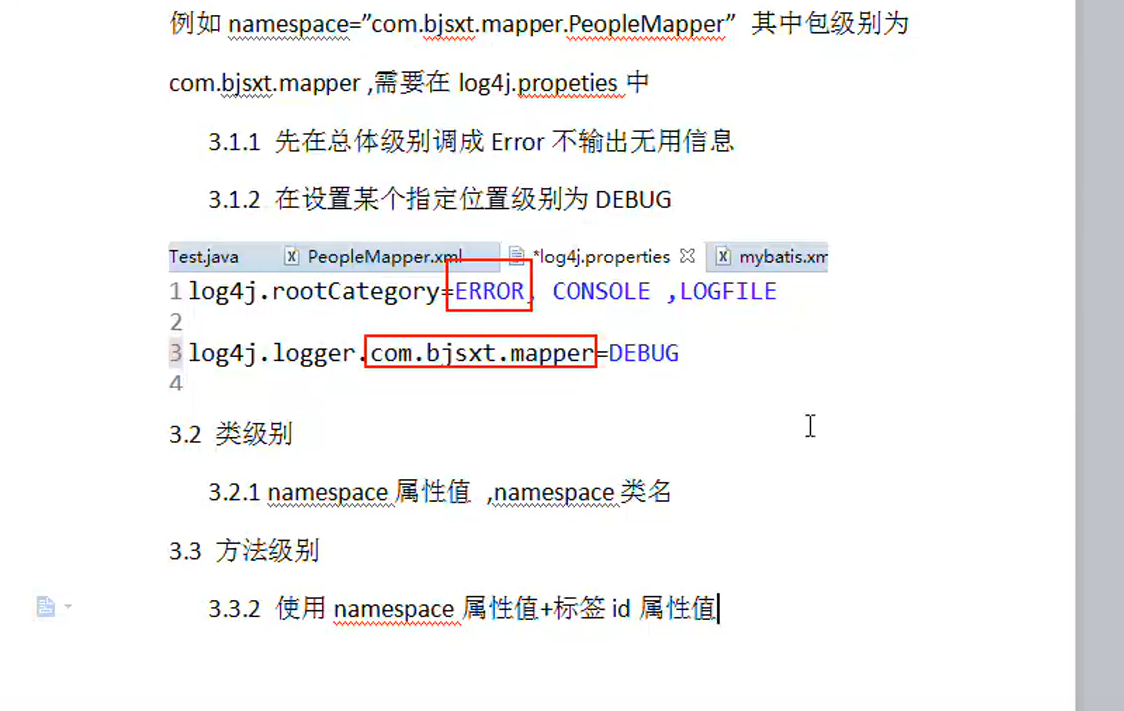 例如 namespace=”com.bjsxt.mapper.PeopleMapper” 其中包级别为
com.bjsxt.mapper ,需要在 log4j.propeties 中
3.1.1 先在总体级别调成 Error 不输出无用信息
3.1.2 在设置某个指定位置级别为 DEBUG
Test.java PeopleMapper.xml *log4j.properties mybatis.xm
1 log4j.rootCategory=ERROR, CONSOLE ,LOGFILE
2
3 log4j.logger.com.bjsxt.mapper=DEBUG
4
3.2 类级别
3.2.1 namespace 属性值 ,namespace 类名
3.3 方法级别
3.3.2 使用 namespace 属性值+标签 id 属性值